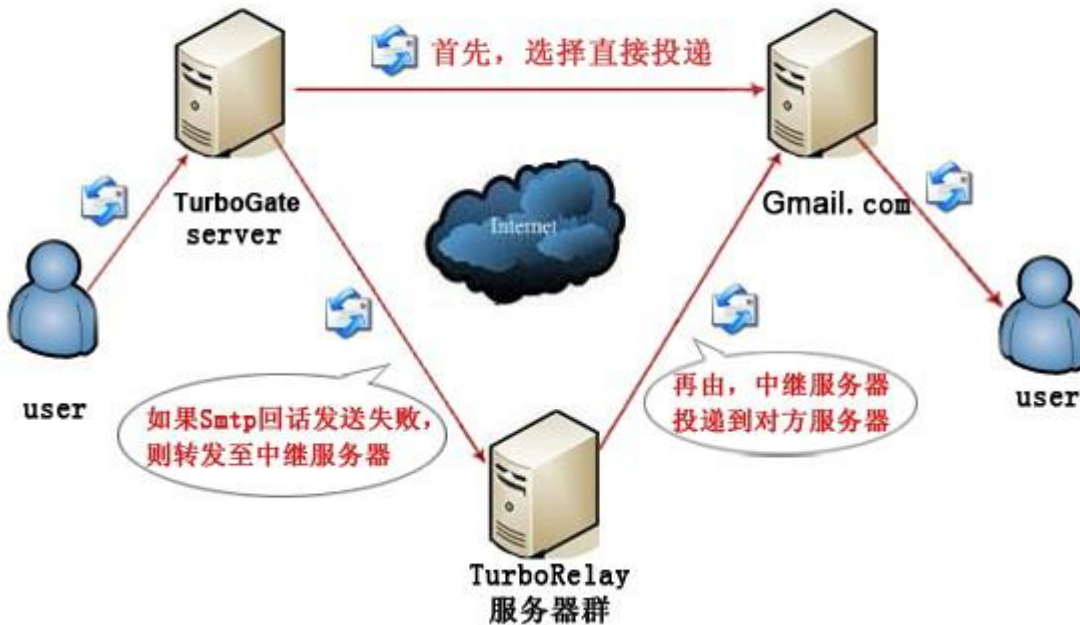 首先，选择直接投递
TurboGate
server
Internet
Gmail.com
user
如果Smtp回话发送失败，
则转发至中继服务器
再由，中继服务器
投递到对方服务器
user
TurboRelay
服务器群